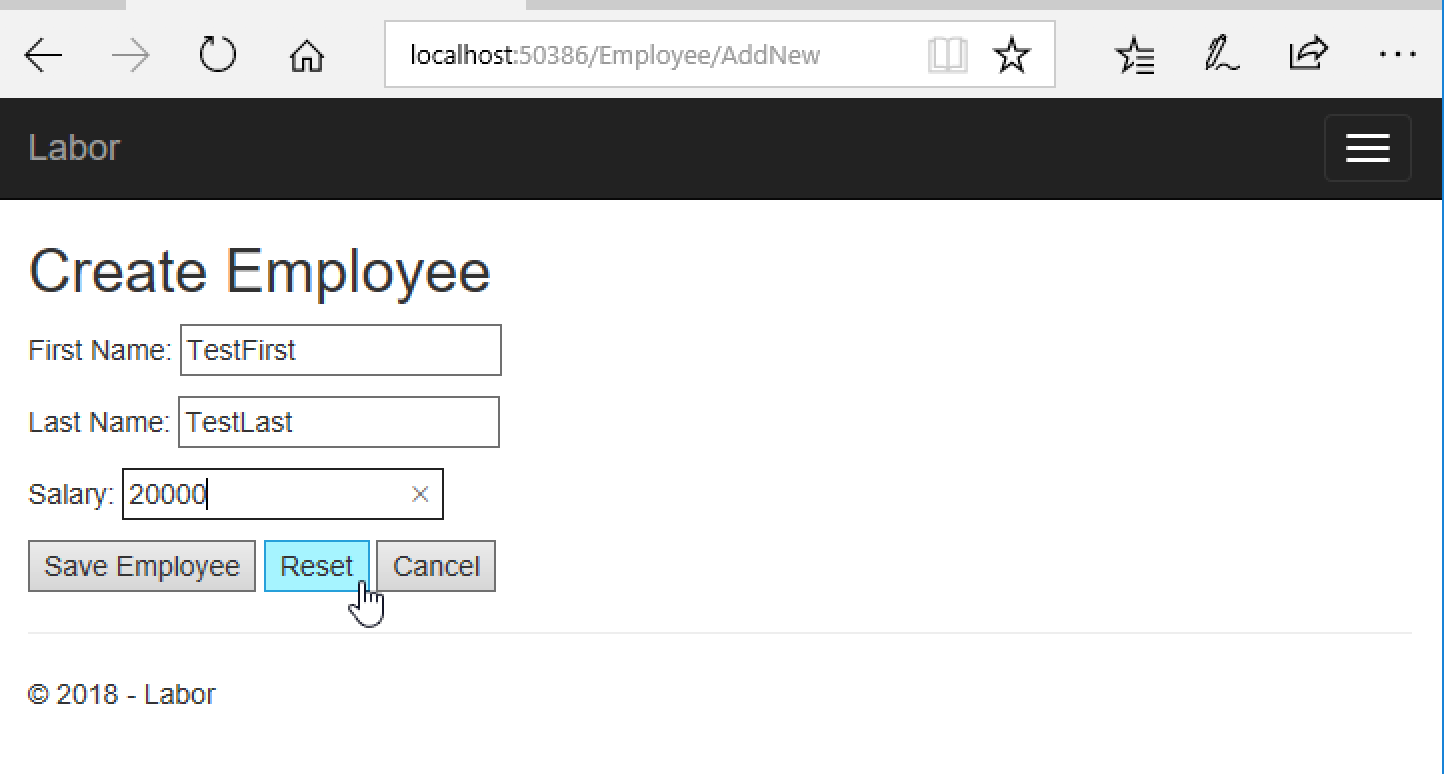 localhost:50386/Employee/AddNew
Labor
Create Employee
First Name: TestFirst
Last Name: TestLast
Salary: 20000
Save Employee Reset Cancel
© 2018 - Labor